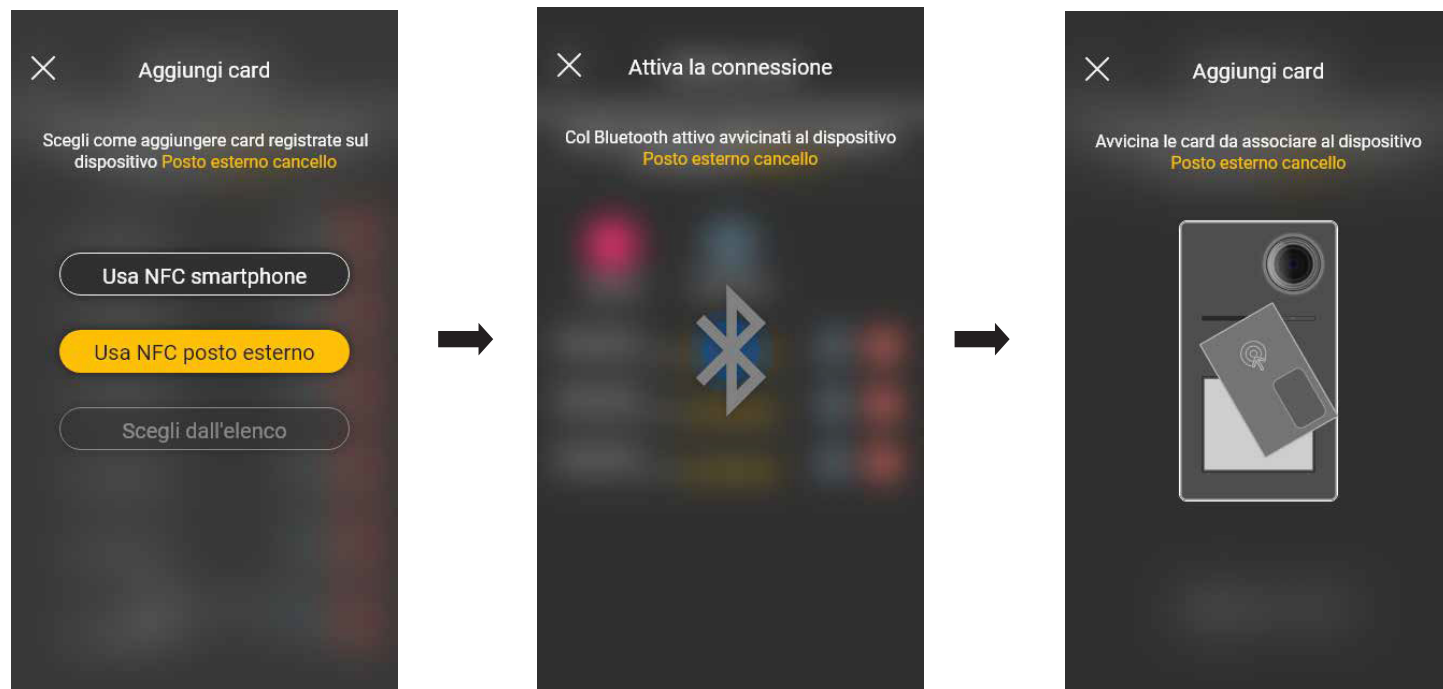 Aggiungi card
Scegli come aggiungere card registrate sul
dispositivo Posto esterno cancello
Usa NFC smartphone
Usa NFC posto esterno
Scegli dall'elenco
Attiva la connessione
Col Bluetooth attivo avvicinati al dispositivo
Posto esterno cancello
Aggiungi card
Avvicina le card da associare al dispositivo
Posto esterno cancello